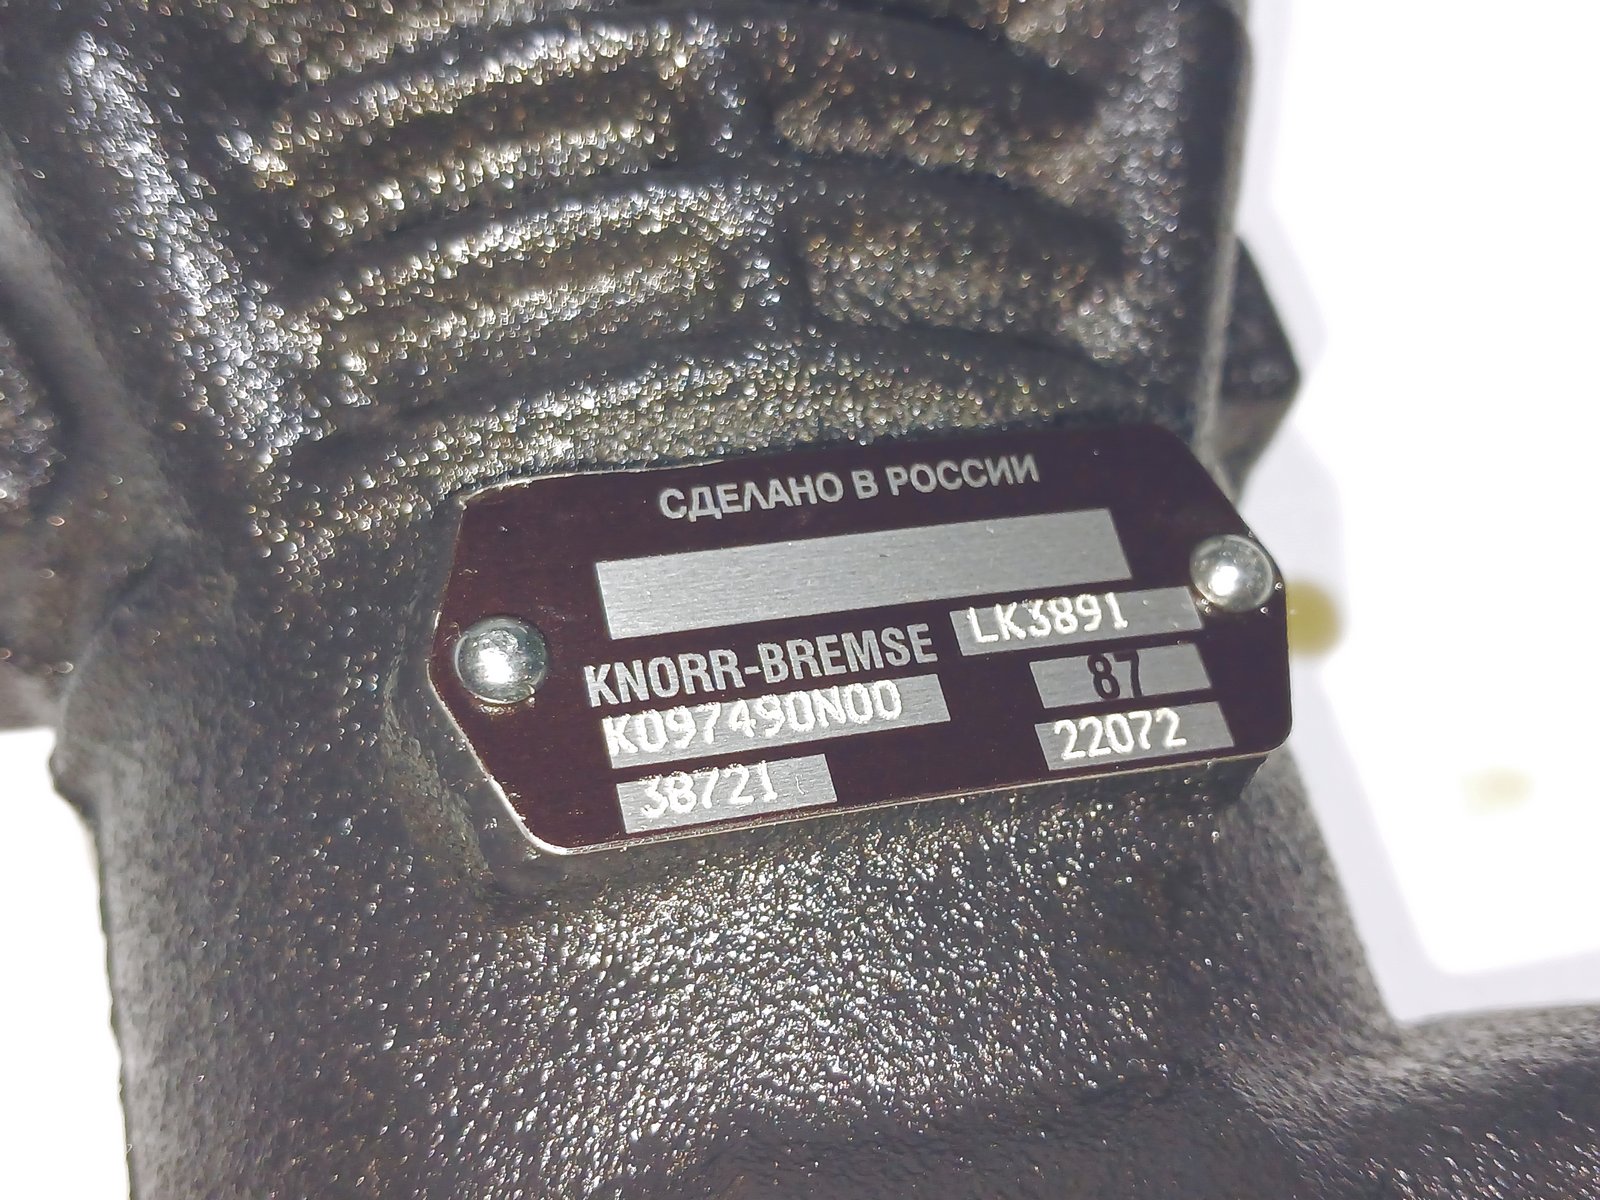 СДЕЛАНО В РОССИИ
KNORR-BREMSE LK3891
K097490N00 87
38721 22072